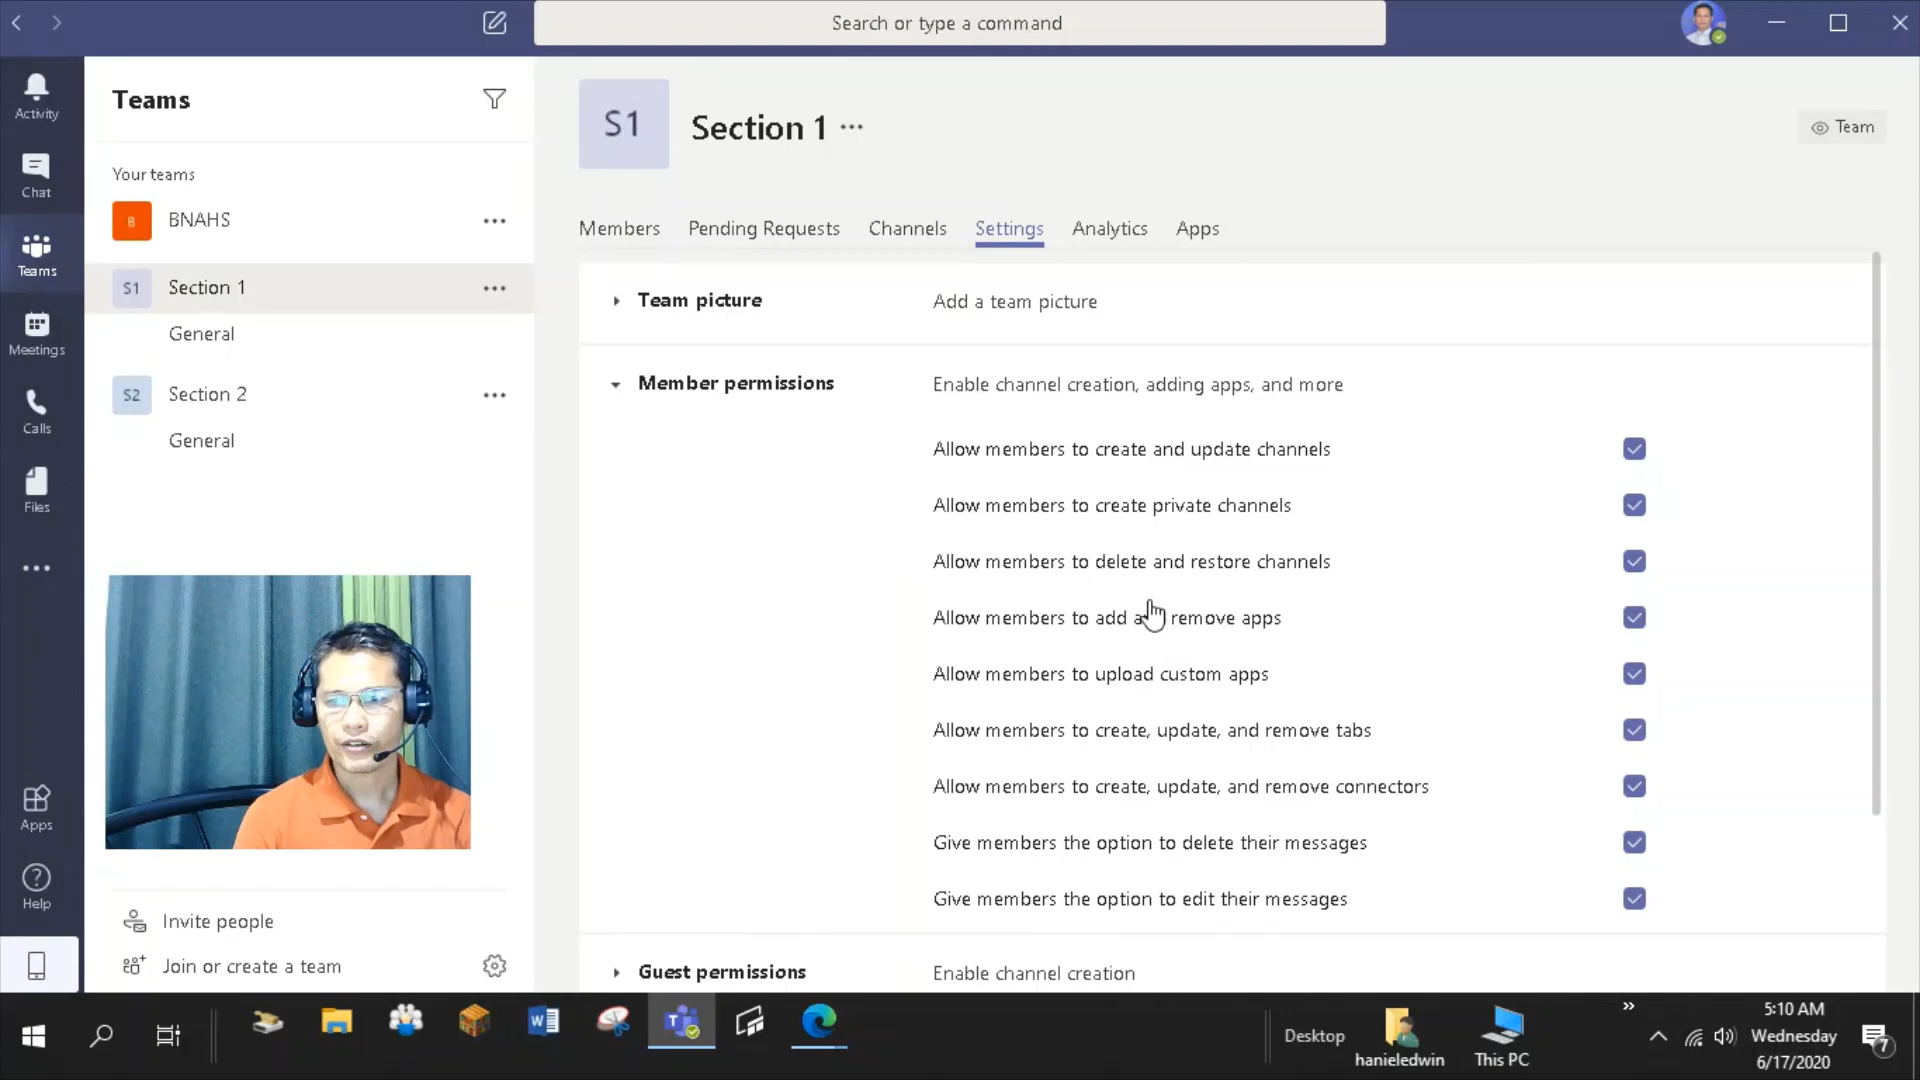 Search or type a command
Activity
Chat
Teams
Meetings
Calls
Files
Apps
Help
Teams
Your teams
B
BNAHS
S1
Section 1
General
S2
Section 2
General
Invite people
Join or create a team
S1
Section 1
Team
Members
Pending Requests
Channels
Settings
Analytics
Apps
Team picture
Add a team picture
Member permissions
Enable channel creation, adding apps, and more
Allow members to create and update channels
Allow members to create private channels
Allow members to delete and restore channels
Allow members to add a remove apps
Allow members to upload custom apps
Allow members to create, update, and remove tabs
Allow members to create, update, and remove connectors
Give members the option to delete their messages
Give members the option to edit their messages
Guest permissions
Enable channel creation
Desktop
hanieledwin
This PC
5:10 AM
Wednesday
6/17/2020
7